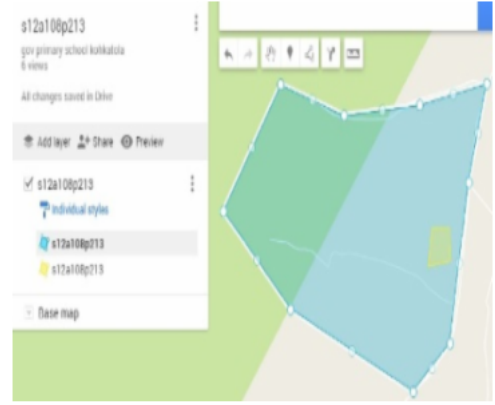 s12a108p213
gov primary school kohkalola
6 views
All changes saved in Drive
Add layer Share Preview
s12a108p213
Individual styles
s12a108p213
s12a108p213
Base map